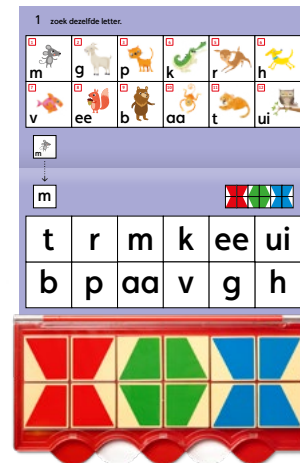 1 zoek dezelfde letter.
1 2 3 4 5 6
m g p k r h
7 8 9 10 11 12
v ee b aa t ui
m
m
t r m k ee ui
b p aa v g h